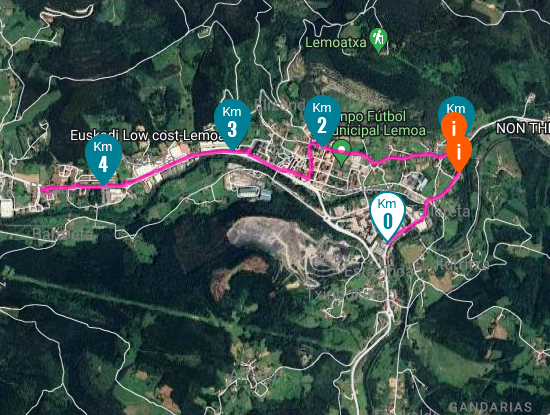 Lemoatxa
Km
2
Km
3
Km
i
i
Euskadi Low cost Lemoa
mpo Fútbol
unicipal Lemoa
NON THE
Km
4
Km
0
GANDARIAS